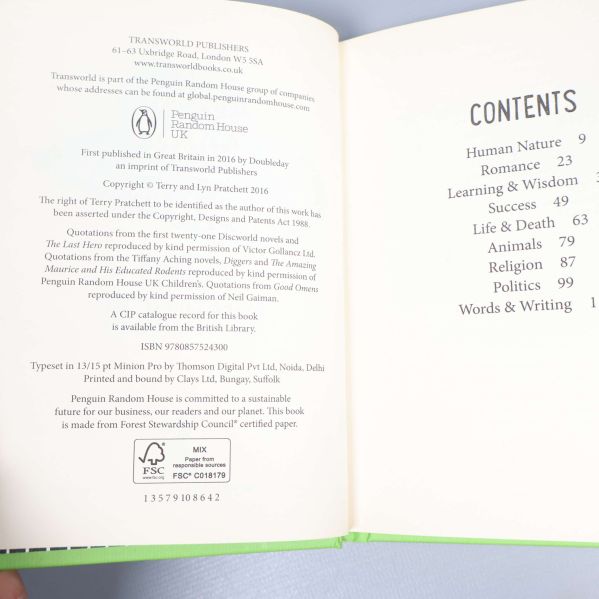 TRANSWORLD PUBLISHERS
61–63 Uxbridge Road, London W5 5SA
www.transworldbooks.co.uk
Transworld is part of the Penguin Random House group of companies
whose addresses can be found at global.penguinrandomhouse.com
Penguin
Random House
UK
First published in Great Britain in 2016 by Doubleday
an imprint of Transworld Publishers
Copyright © Terry and Lyn Pratchett 2016
The right of Terry Pratchett to be identified as the author of this work has
been asserted under the Copyright, Designs and Patents Act 1988.
Quotations from the first twenty-one Discworld novels and
The Last Hero reproduced by kind permission of Victor Gollancz Ltd.
Quotations from the Tiffany Aching novels, Diggers and The Amazing
Maurice and His Educated Rodents reproduced by kind permission of
Penguin Random House UK Children's. Quotations from Good Omens
reproduced by kind permission of Neil Gaiman.
A CIP catalogue record for this book
is available from the British Library.
ISBN 9780857524300
Typeset in 13/15 pt Minion Pro by Thomson Digital Pvt Ltd, Noida, Delhi
Printed and bound by Clays Ltd, Bungay, Suffolk
Penguin Random House is committed to a sustainable
future for our business, our readers and our planet. This book
is made from Forest Stewardship Council® certified paper.
FSC
www.fsc.org
MIX
Paper from
responsible sources
FSC® C018179
1 3 5 7 9 10 8 6 4 2
CONTENTS
Human Nature 9
Romance 23
Learning & Wisdom
Success 49
Life & Death 63
Animals 79
Religion 87
Politics 99
Words & Writing